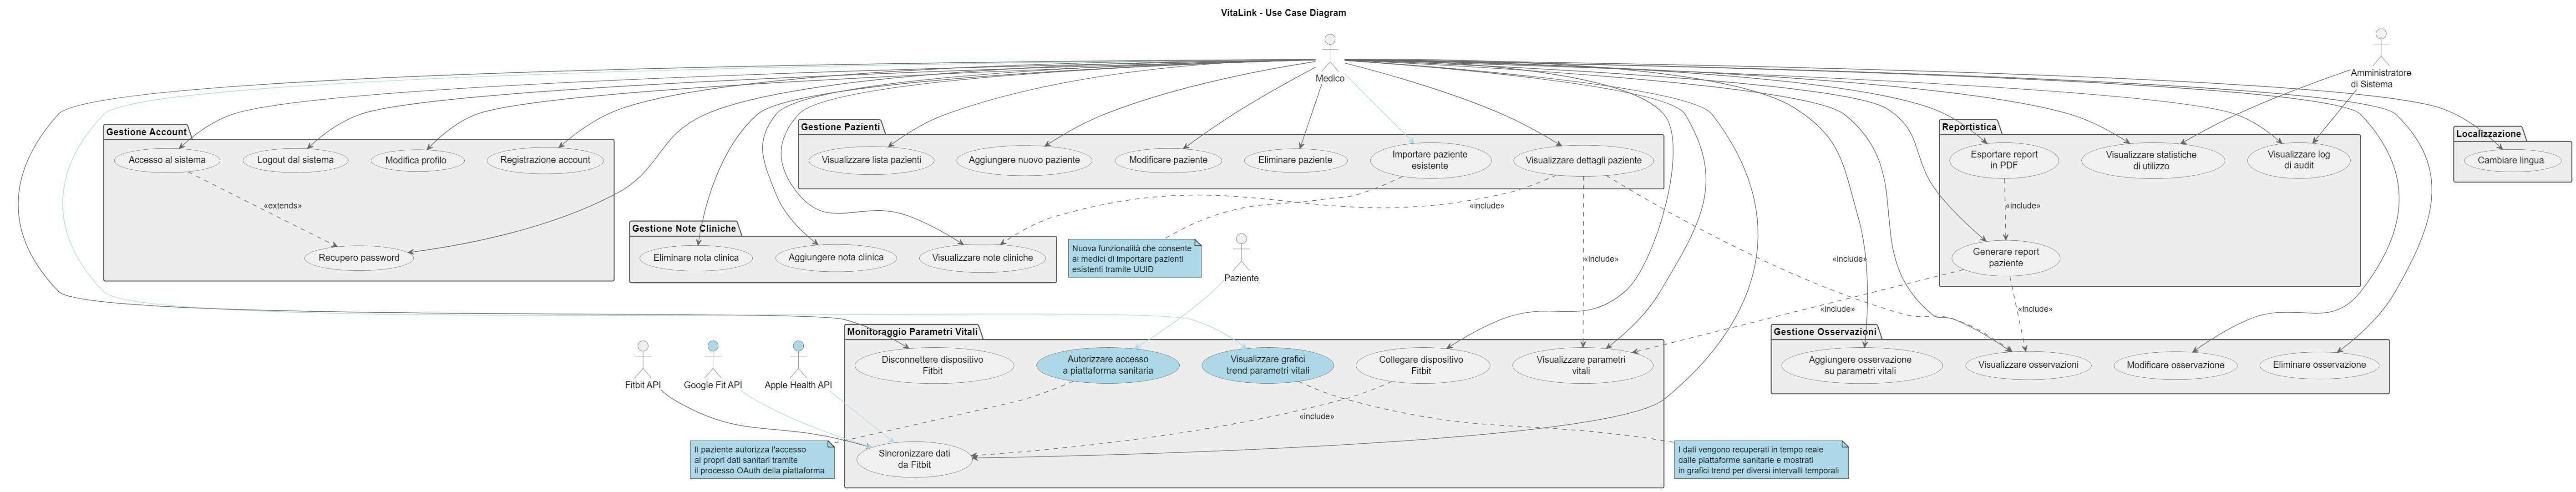 VitaLink - Use Case Diagram
Medico
Amministratore
di Sistema
Gestione Account
Accesso al sistema
Logout dal sistema
Modifica profilo
Registrazione account
«extends»
Recupero password
Gestione Pazienti
Visualizzare lista pazienti
Aggiungere nuovo paziente
Modificare paziente
Eliminare paziente
Importare paziente
esistente
Visualizzare dettagli paziente
Reportistica
Esportare report
in PDF
Visualizzare statistiche
di utilizzo
Visualizzare log
di audit
«include»
Generare report
paziente
Localizzazione
Cambiare lingua
Gestione Note Cliniche
Eliminare nota clinica
Aggiungere nota clinica
Visualizzare note cliniche
«include»
Nuova funzionalità che consente
ai medici di importare pazienti
esistenti tramite UUID
Paziente
«include»
«include»
«include»
«include»
Fitbit API
Google Fit API
Apple Health API
Monitoraggio Parametri Vitali
Disconnettere dispositivo
Fitbit
Autorizzare accesso
a piattaforma sanitaria
Visualizzare grafici
trend parametri vitali
Collegare dispositivo
Fitbit
Visualizzare parametri
vitali
«include»
Sincronizzare dati
da Fitbit
Gestione Osservazioni
Aggiungere osservazione
su parametri vitali
Visualizzare osservazioni
Modificare osservazione
Eliminare osservazione
Il paziente autorizza l'accesso
ai propri dati sanitari tramite
il processo OAuth della piattaforma
I dati vengono recuperati in tempo reale
dalle piattaforme sanitarie e mostrati
in grafici trend per diversi intervalli temporali